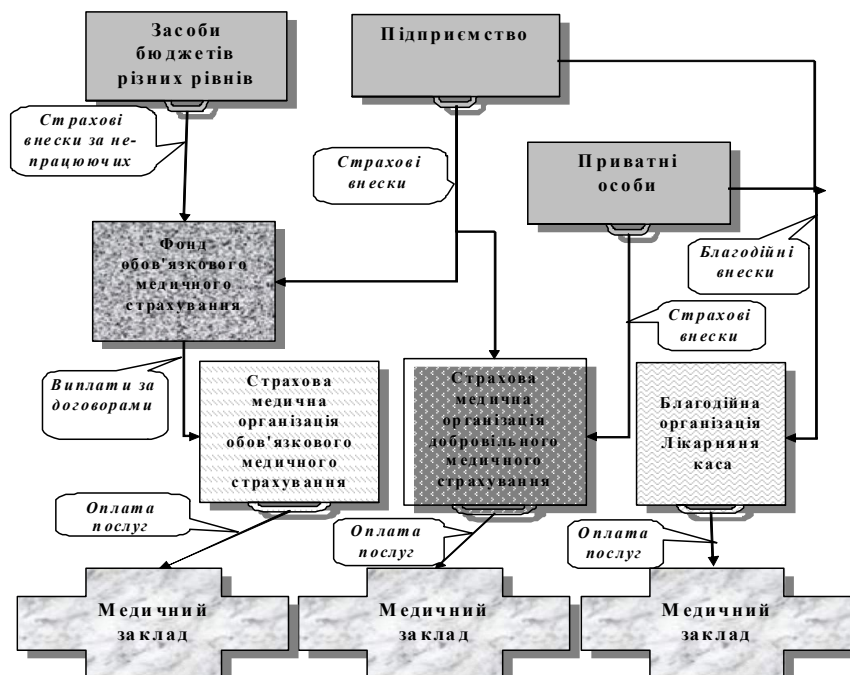 Засоби
бюджетів
різних рівнів
Підприємство
Страхові
внески за не-
працюючих
Страхові
внески
Приватні
особи
Фонд
обов'язкового
медичного
страхування
Благодійні
внески
Страхові
внески
Виплати за
договорами
Страхова
медична
організація
обов'язкового
медичного
страхування
Страхова
медична
організація
добровільного
медичного
страхування
Благодійна
організація
Лікарняна
каса
Оплата
послуг
Оплата
послуг
Оплата
послуг
Медичний
заклад
Медичний
заклад
Медичний
заклад